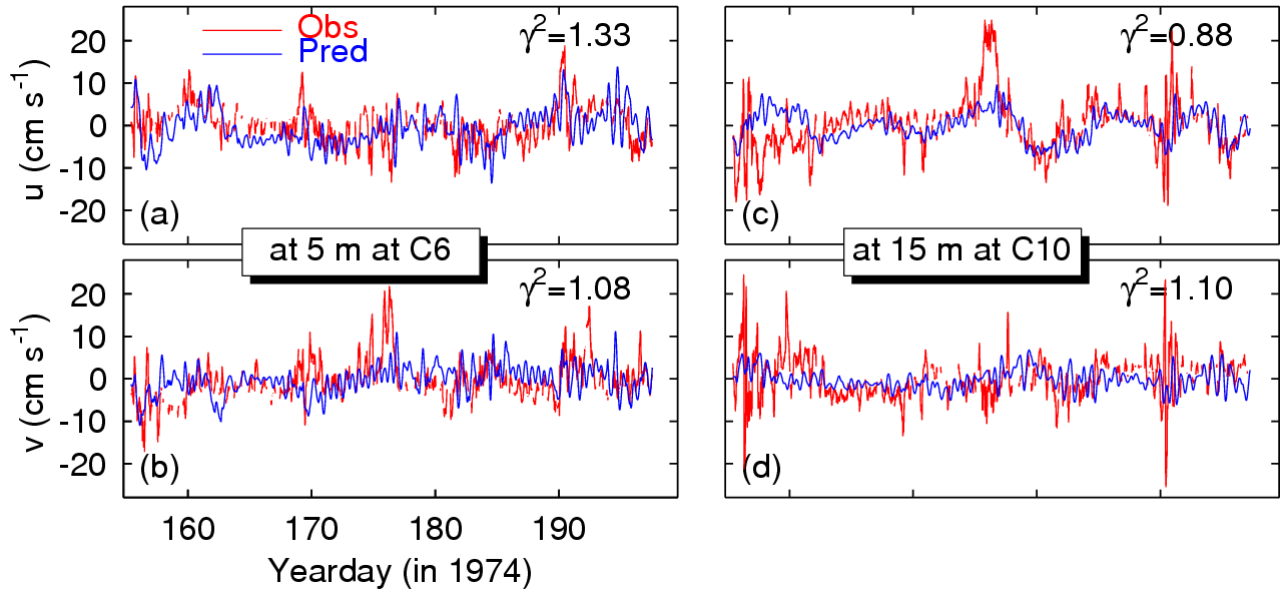 Obs
Pred
γ²=1.33
γ²=0.88
u (cm s⁻¹)
20
10
0
-10
-20
(a)
(c)
at 5 m at C6
at 15 m at C10
γ²=1.08
γ²=1.10
v (cm s⁻¹)
20
10
0
-10
-20
(b)
(d)
160 170 180 190
Yearday (in 1974)